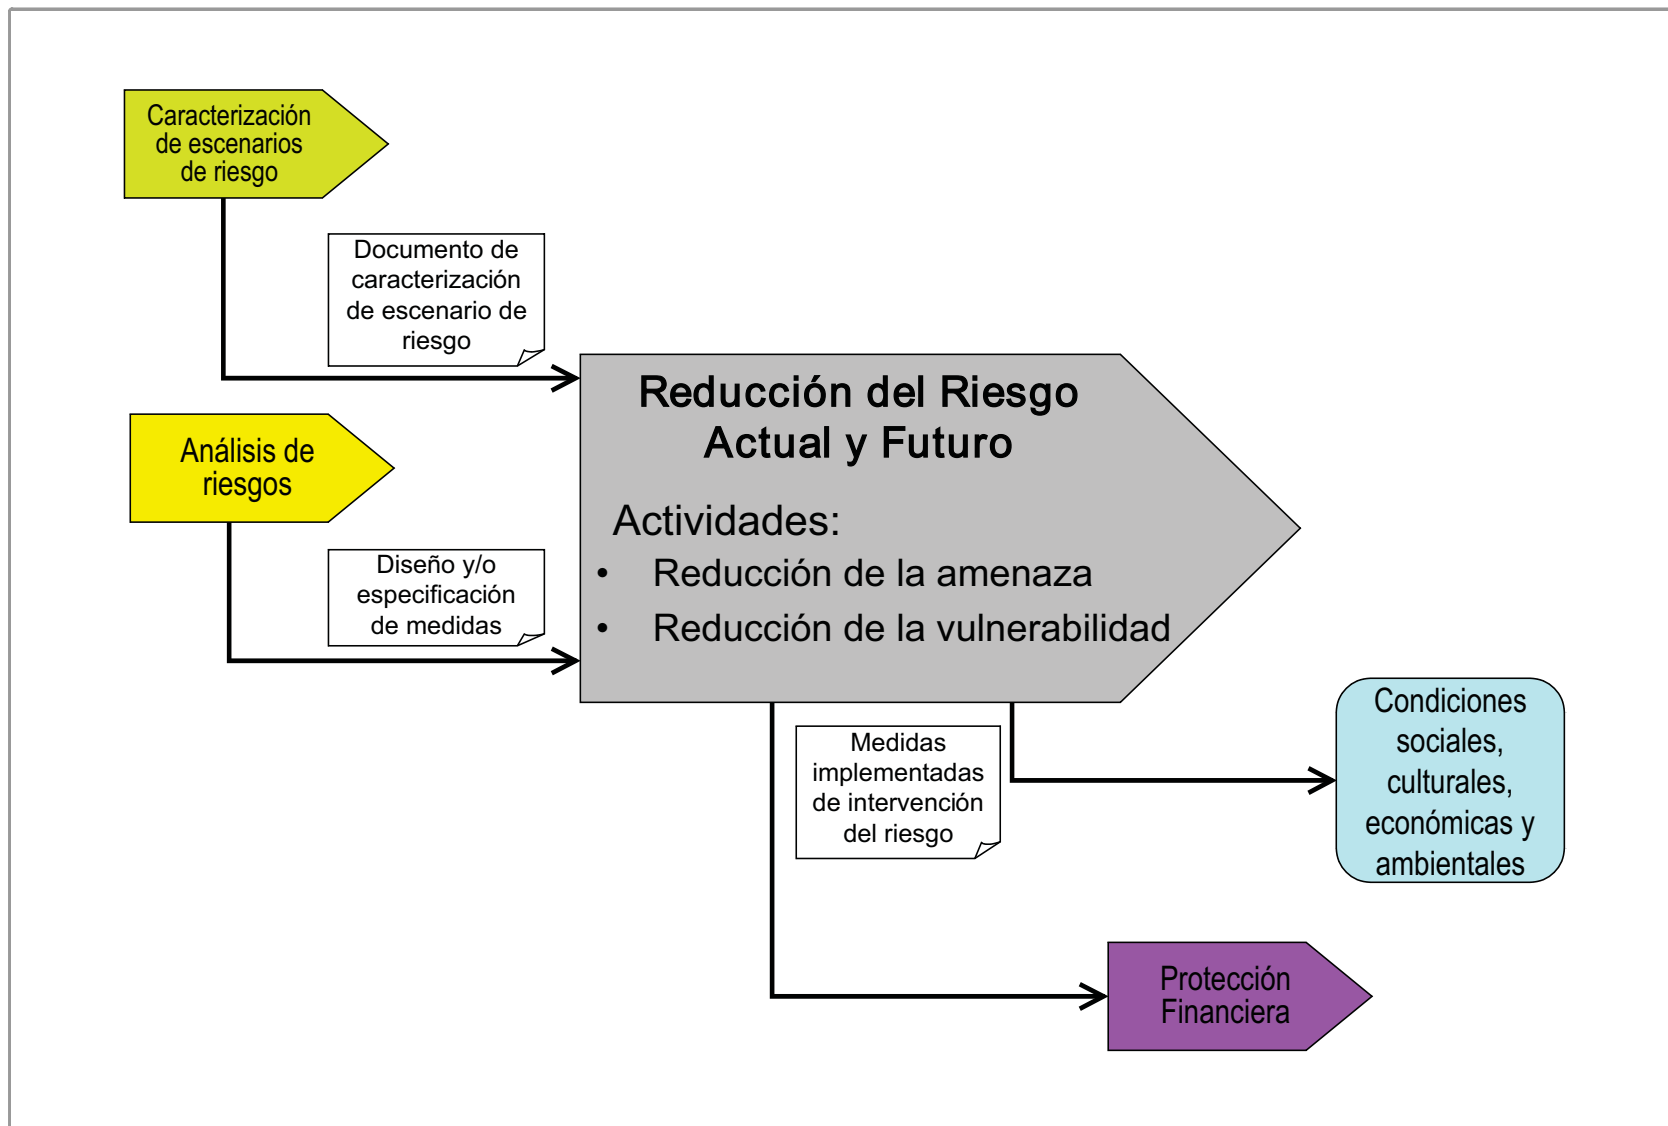 Caracterización
de escenarios
de riesgo
Documento de
caracterización
de escenario de
riesgo
Reducción del Riesgo
Actual y Futuro
Actividades:
• Reducción de la amenaza
• Reducción de la vulnerabilidad
Análisis de
riesgos
Diseño y/o
especificación
de medidas
Medidas
implementadas
de intervención
del riesgo
Condiciones
sociales,
culturales,
económicas y
ambientales
Protección
Financiera